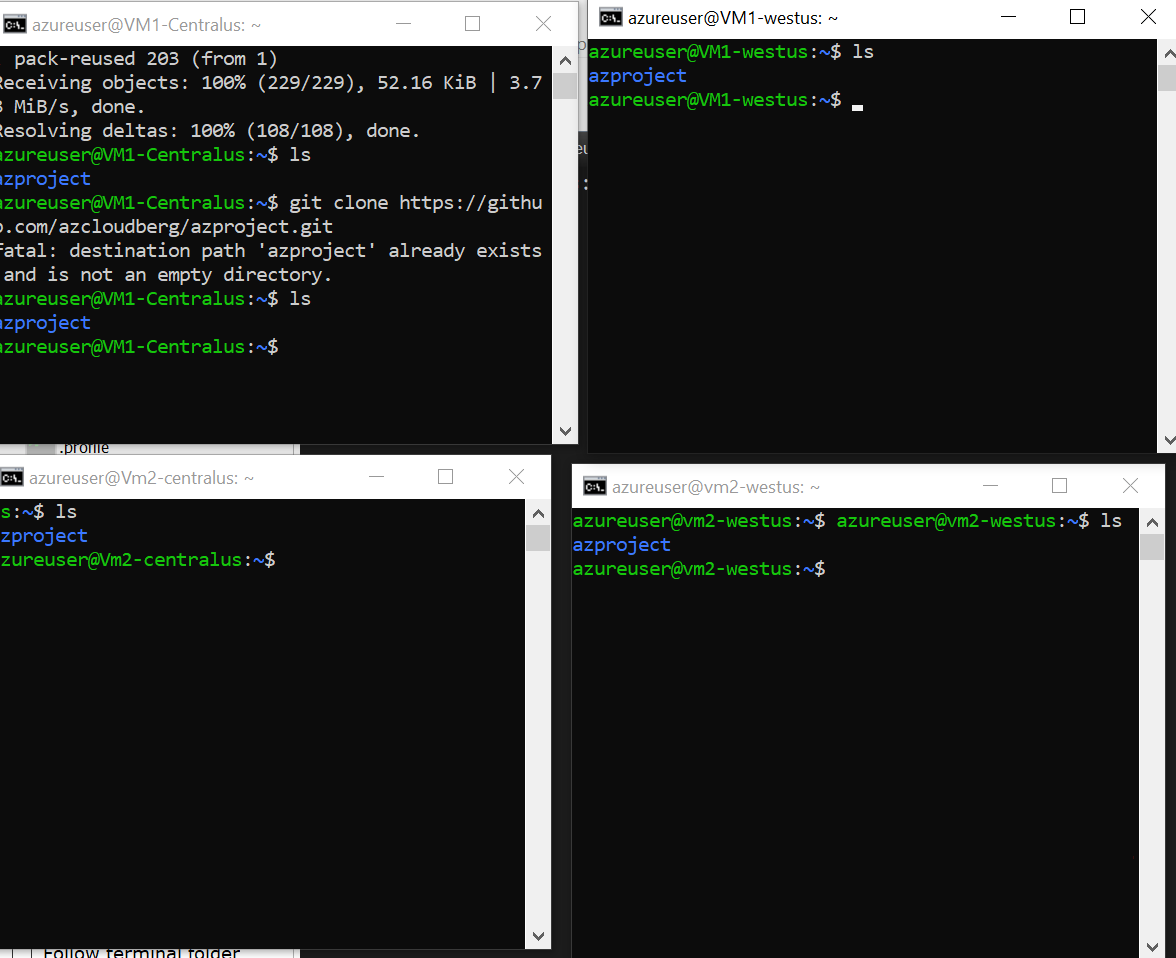 azureuser@VM1-Centralus: ~
pack-reused 203 (from 1)
Receiving objects: 100% (229/229), 52.16 KiB | 3.7
3 MiB/s, done.
Resolving deltas: 100% (108/108), done.
azureuser@VM1-Centralus:~$ ls
azproject
azureuser@VM1-Centralus:~$ git clone https://githu
b.com/azcloudberg/azproject.git
fatal: destination path 'azproject' already exists
and is not an empty directory.
azureuser@VM1-Centralus:~$ ls
azproject
azureuser@VM1-Centralus:~$
azureuser@VM1-westus: ~
azureuser@VM1-westus:~$ ls
azproject
azureuser@VM1-westus:~$
.profile
azureuser@Vm2-centralus: ~
s:~$ ls
zproject
zureuser@Vm2-centralus:~$
azureuser@vm2-westus: ~
azureuser@vm2-westus:~$ azureuser@vm2-westus:~$ ls
azproject
azureuser@vm2-westus:~$
Follow terminal folder